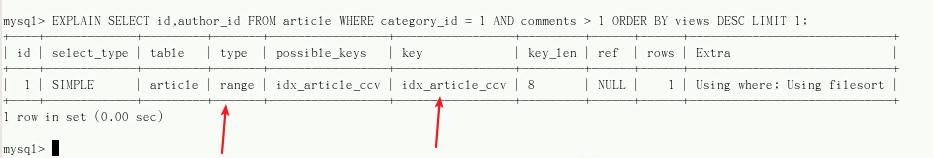 mysql> EXPLAIN SELECT id,author_id FROM article WHERE category_id = 1 AND comments > 1 ORDER BY views DESC LIMIT 1;
| id | select_type | table | type | possible_keys | key | key_len | ref | rows | Extra |
| 1 | SIMPLE | article | range | idx_article_ccv | idx_article_ccv | 8 | NULL | 1 | Using where; Using filesort |
1 row in set (0.00 sec)
mysql>